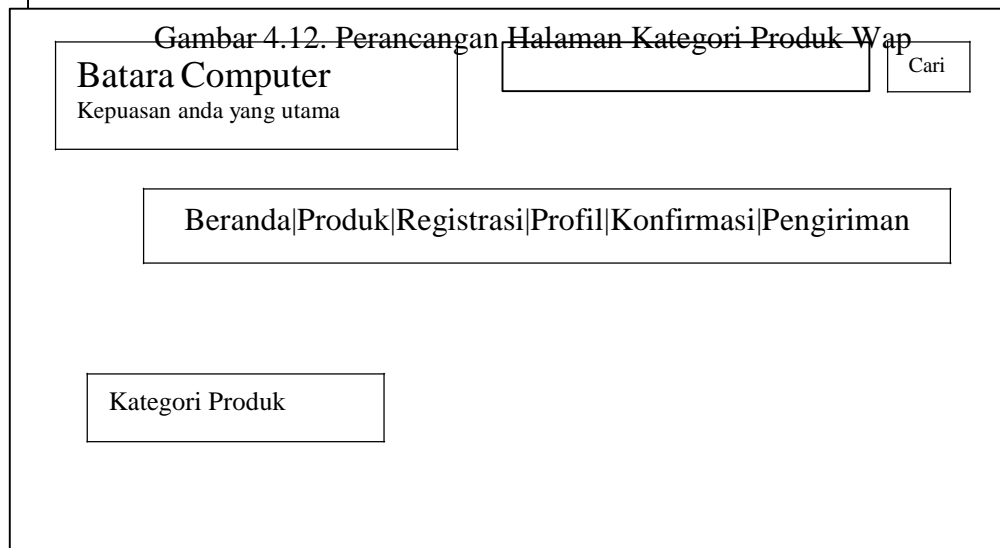 Gambar 4.12. Perancangan Halaman Kategori Produk Wap
Batara Computer
Kepuasan anda yang utama
Cari
Beranda|Produk|Registrasi|Profil|Konfirmasi|Pengiriman
Kategori Produk